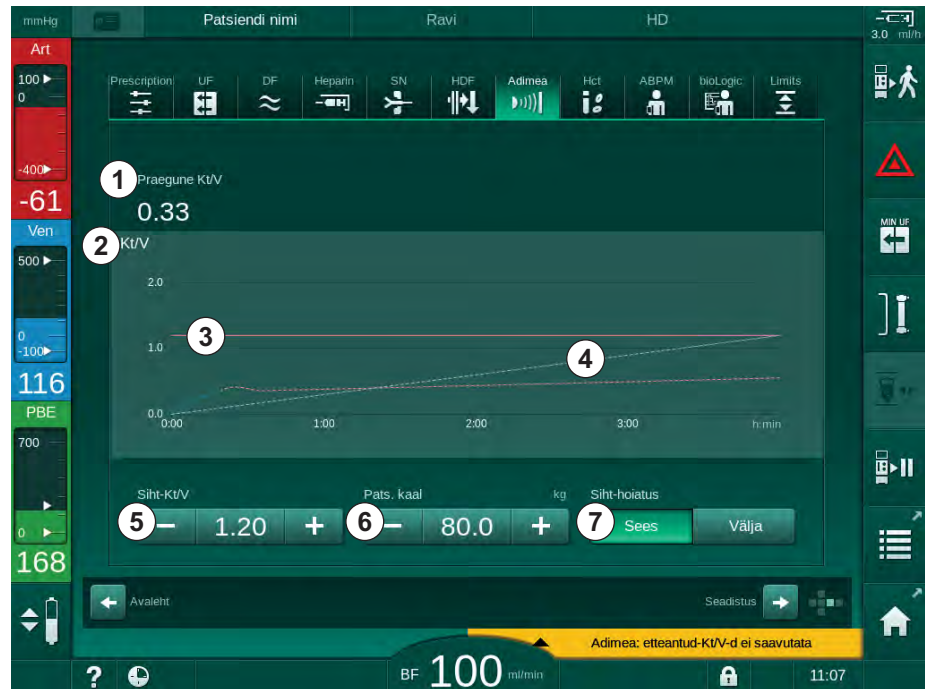 mmHg
Patsiendi nimi
Ravi
HD
3.0 ml/h
Art
100
0
-400
-61
Ven
500
0
-100
116
PBE
700
0
168
Prescription
UF
DF
Heparin
SN
HDF
Adimea
Hct
ABPM
bioLogic
Limits
1
Praegune Kt/V
0.33
2
Kt/V
2.0
3
1.0
4
0.0
0:00
1:00
2:00
3:00
h:min
Siht-Kt/V
Pats. kaal
kg
Siht-hoiatus
5
−
1.20
+
6
−
80.0
+
7
Sees
Välja
Avaleht
Seadistus
Adimea: etteantud-Kt/V-d ei saavutata
?
BF 100 ml/min
11:07
MIN UF